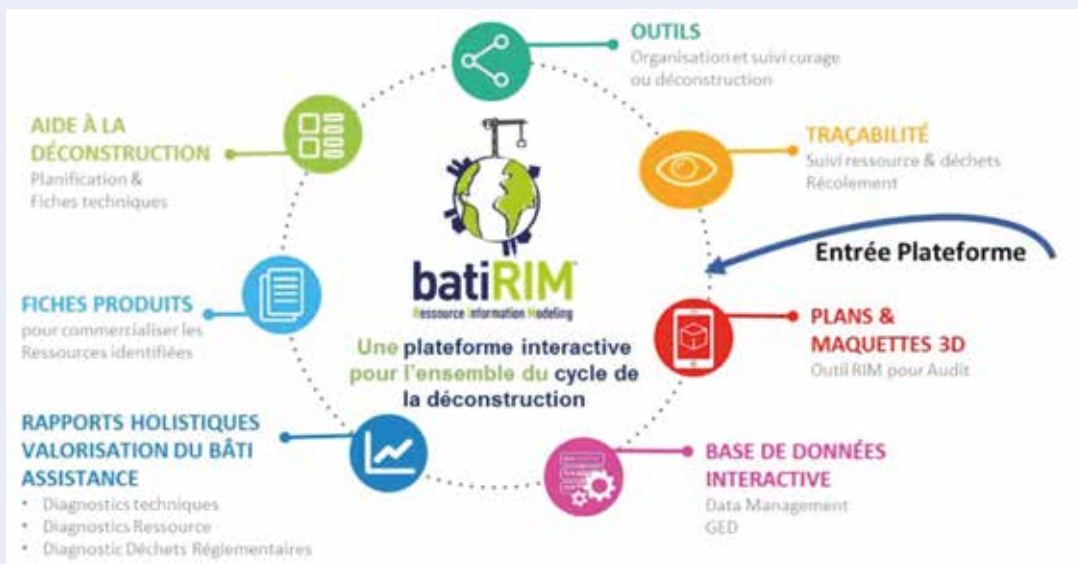 OUTILS
Organisation et suivi curage
ou déconstruction
TRAÇABILITÉ
Suivi ressource & déchets
Récolement
Entrée Plateforme
PLANS &
MAQUETTES 3D
Outil RIM pour Audit
BASE DE DONNÉES
INTERACTIVE
Data Management
GED
RAPPORTS HOLISTIQUES
VALORISATION DU BÂTI
ASSISTANCE
• Diagnostics techniques
• Diagnostics Ressource
• Diagnostic Déchets Réglementaires
FICHES PRODUITS
pour commercialiser les
Ressources identifiées
AIDE À LA
DÉCONSTRUCTION
Planification &
Fiches techniques
batiRIM
Ressource Information Modeling
Une plateforme interactive
pour l'ensemble du cycle de
la déconstruction